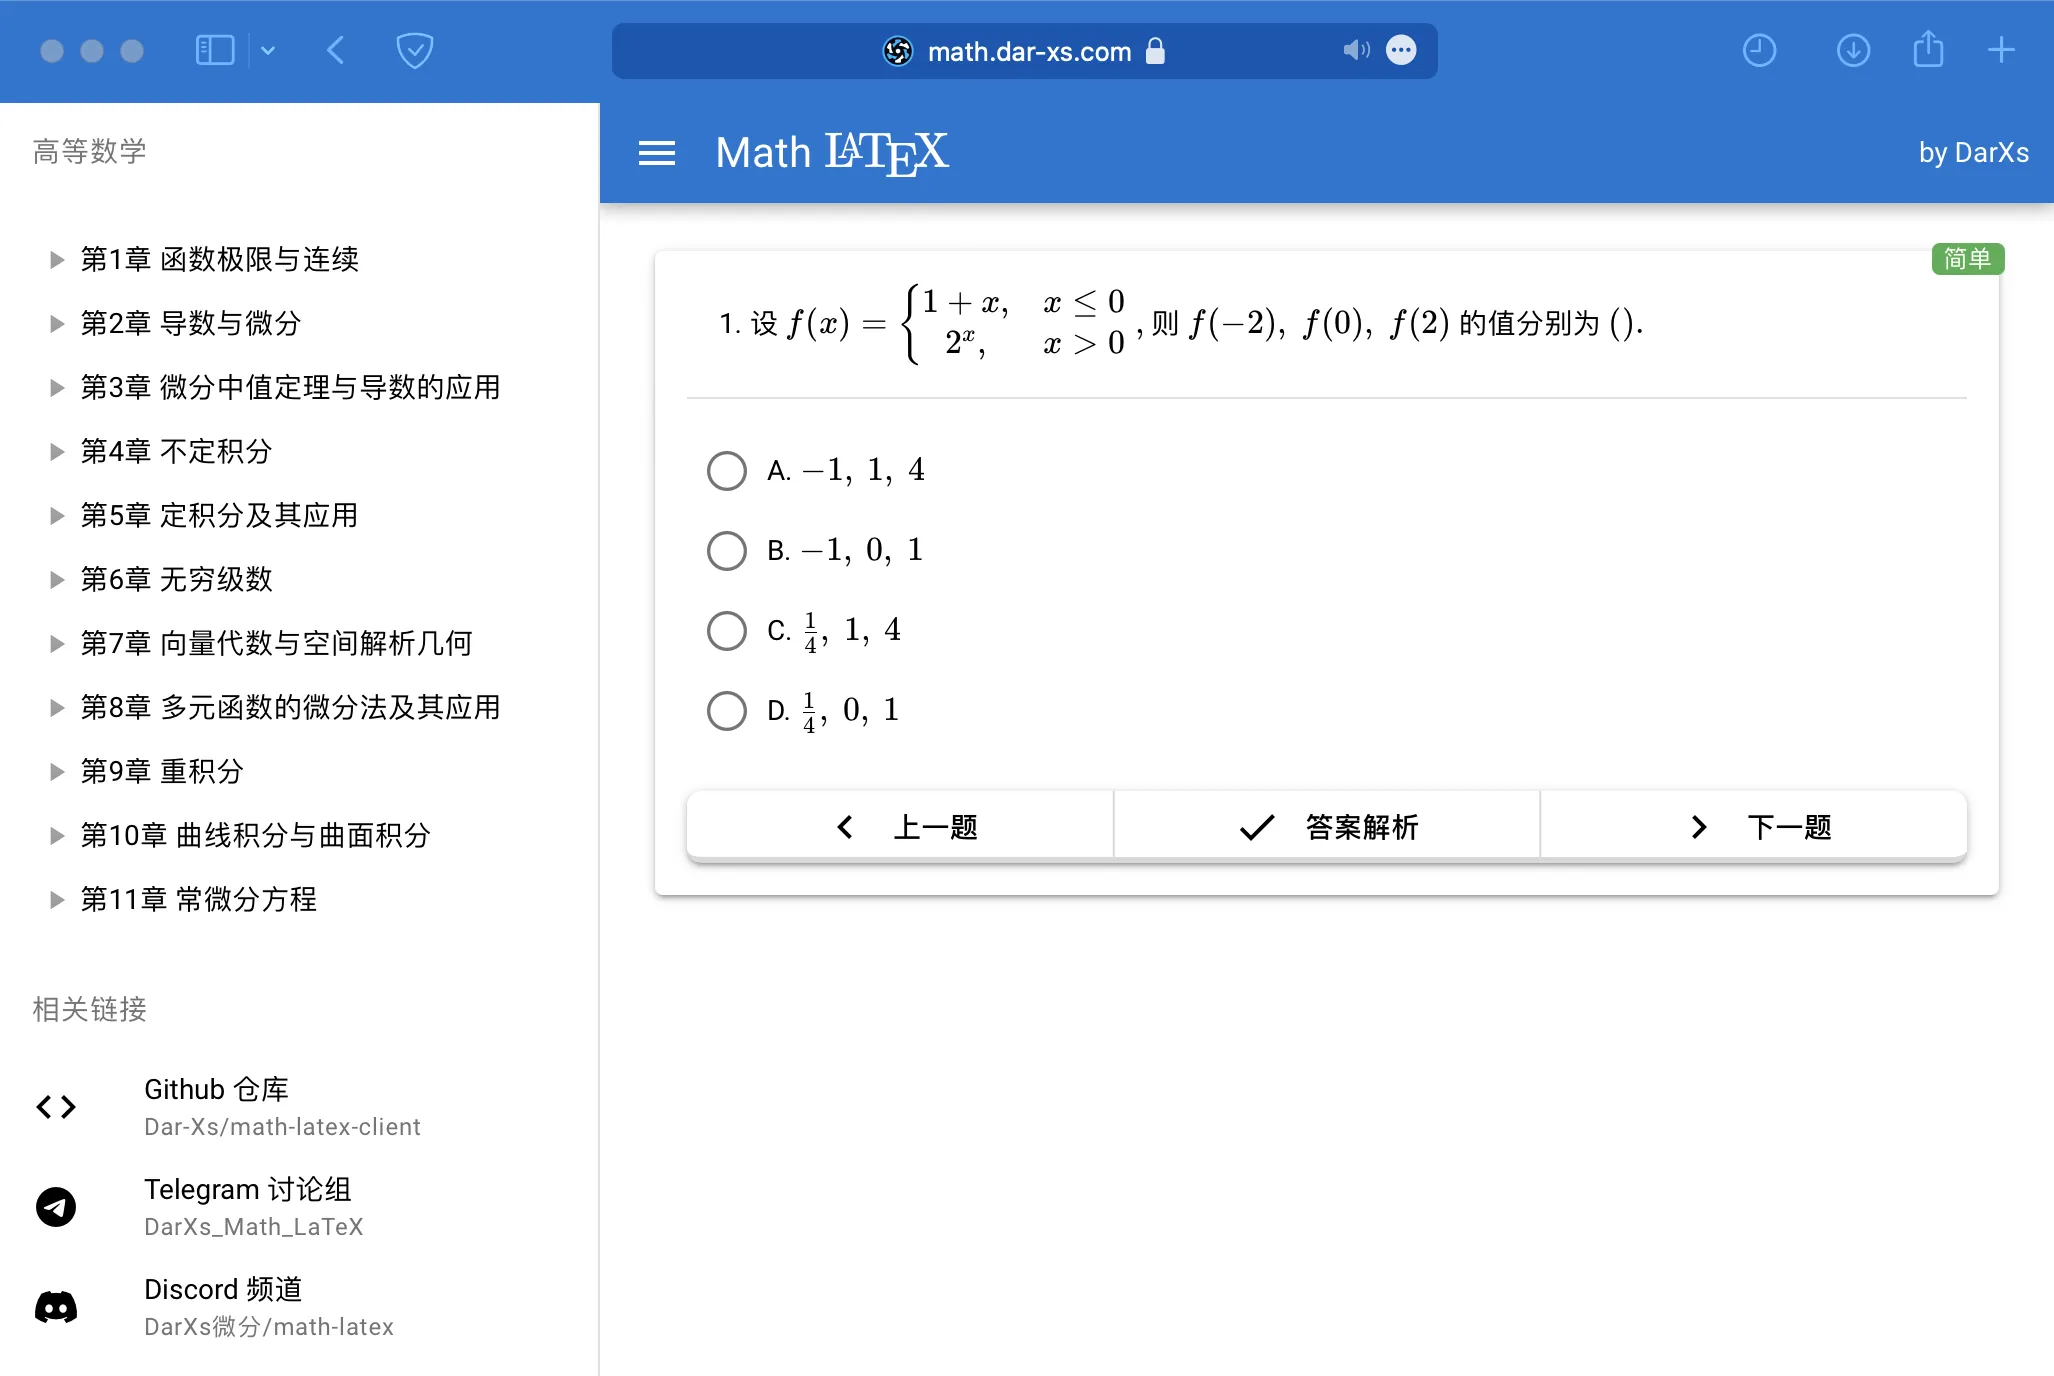 math.dar-xs.com
高等数学
第1章 函数极限与连续
第2章 导数与微分
第3章 微分中值定理与导数的应用
第4章 不定积分
第5章 定积分及其应用
第6章 无穷级数
第7章 向量代数与空间解析几何
第8章 多元函数的微分法及其应用
第9章 重积分
第10章 曲线积分与曲面积分
第11章 常微分方程
相关链接
Github 仓库
Dar-Xs/math-latex-client
Telegram 讨论组
DarXs_Math_LaTeX
Discord 频道
DarXs微分/math-latex
Math LATEX
by DarXs
简单
1. 设 f(x) = { 1 + x, x ≤ 0
2^x, x > 0 , 则 f(−2), f(0), f(2) 的值分别为 ().
A. −1, 1, 4
B. −1, 0, 1
C. 1/4, 1, 4
D. 1/4, 0, 1
上一题
答案解析
下一题